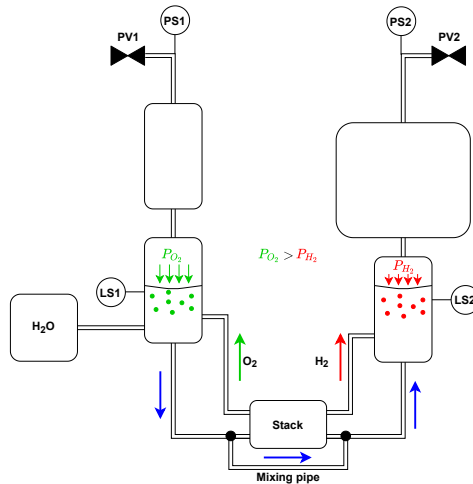 PS1
PS2
PV1
PV2
P_{O_2}
P_{O_2} > P_{H_2}
P_{H_2}
LS1
LS2
H₂O
O₂
H₂
Stack
Mixing pipe